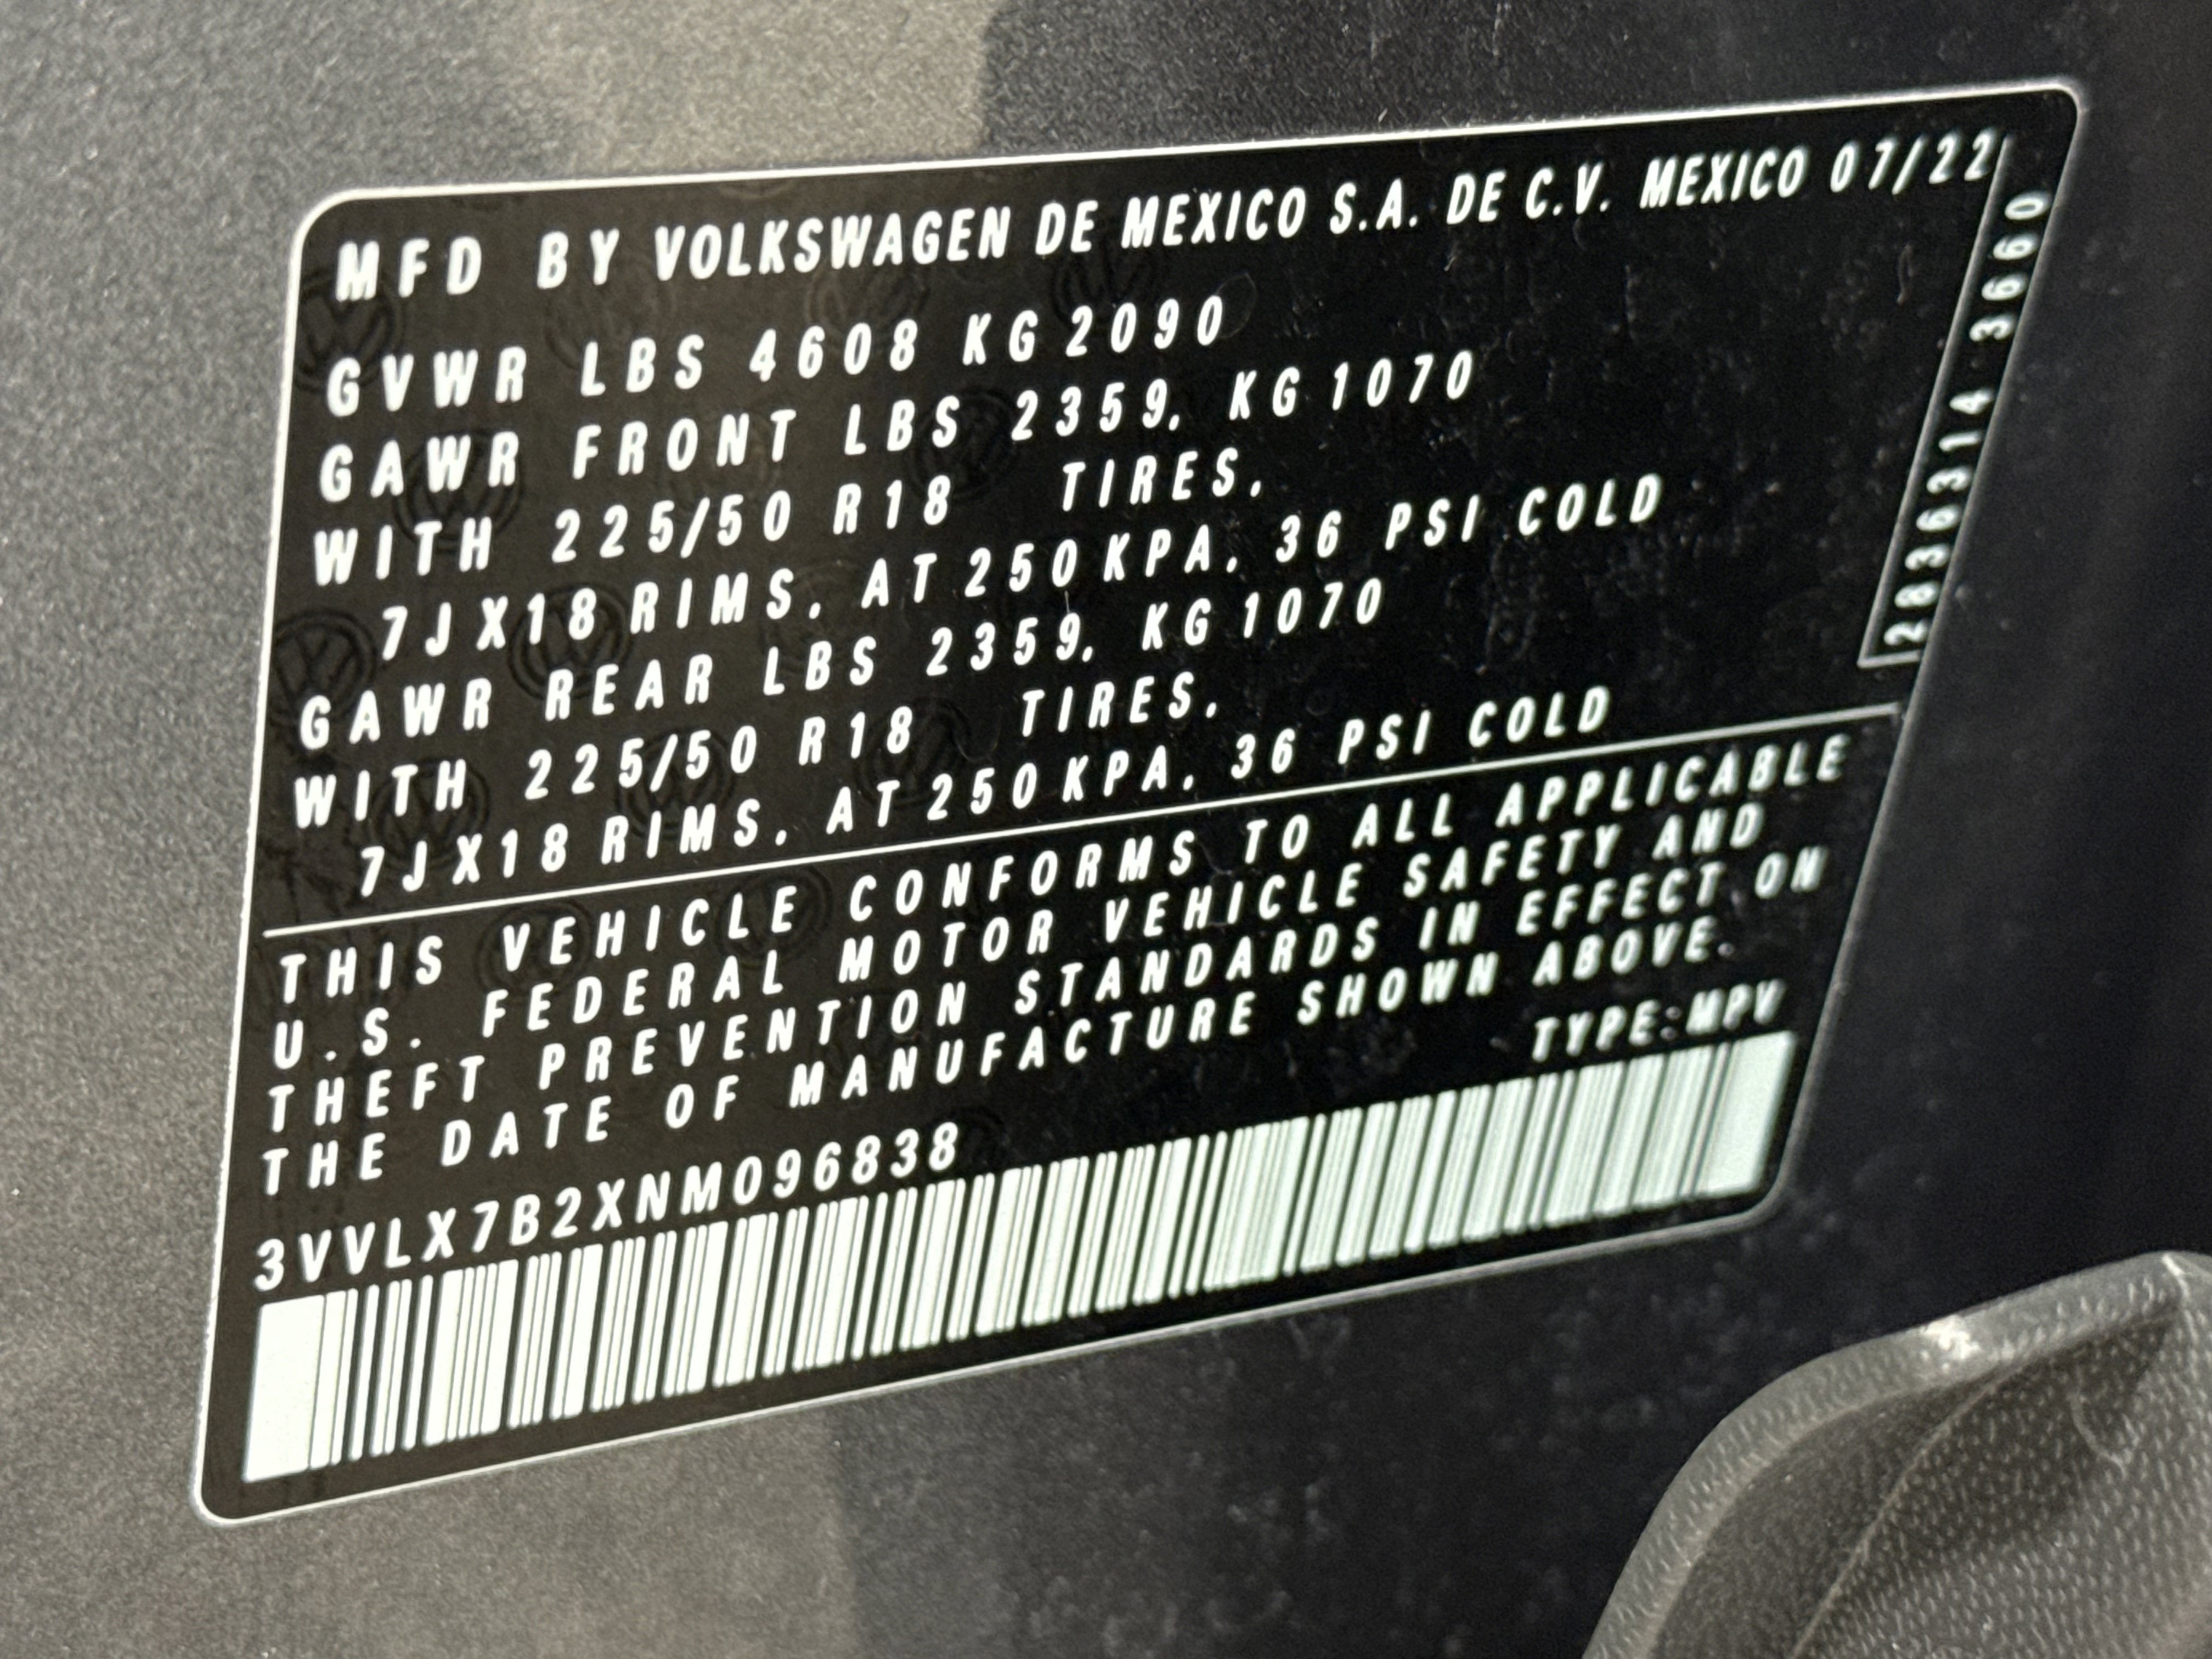 MFD BY VOLKSWAGEN DE MEXICO S.A. DE C.V. MEXICO 07/22
GVWR LBS 4608 KG 2090
GAWR FRONT LBS 2359, KG 1070
WITH 225/50 R18 TIRES,
7JX18 RIMS, AT 250 KPA, 36 PSI COLD
GAWR REAR LBS 2359, KG 1070
WITH 225/50 R18 TIRES,
7JX18 RIMS, AT 250 KPA, 36 PSI COLD
2836314 3660
THIS VEHICLE CONFORMS TO ALL APPLICABLE
U.S. FEDERAL MOTOR VEHICLE SAFETY AND
THEFT PREVENTION STANDARDS IN EFFECT ON
THE DATE OF MANUFACTURE SHOWN ABOVE.
TYPE:MPV
3VVLX7B2XNM096838